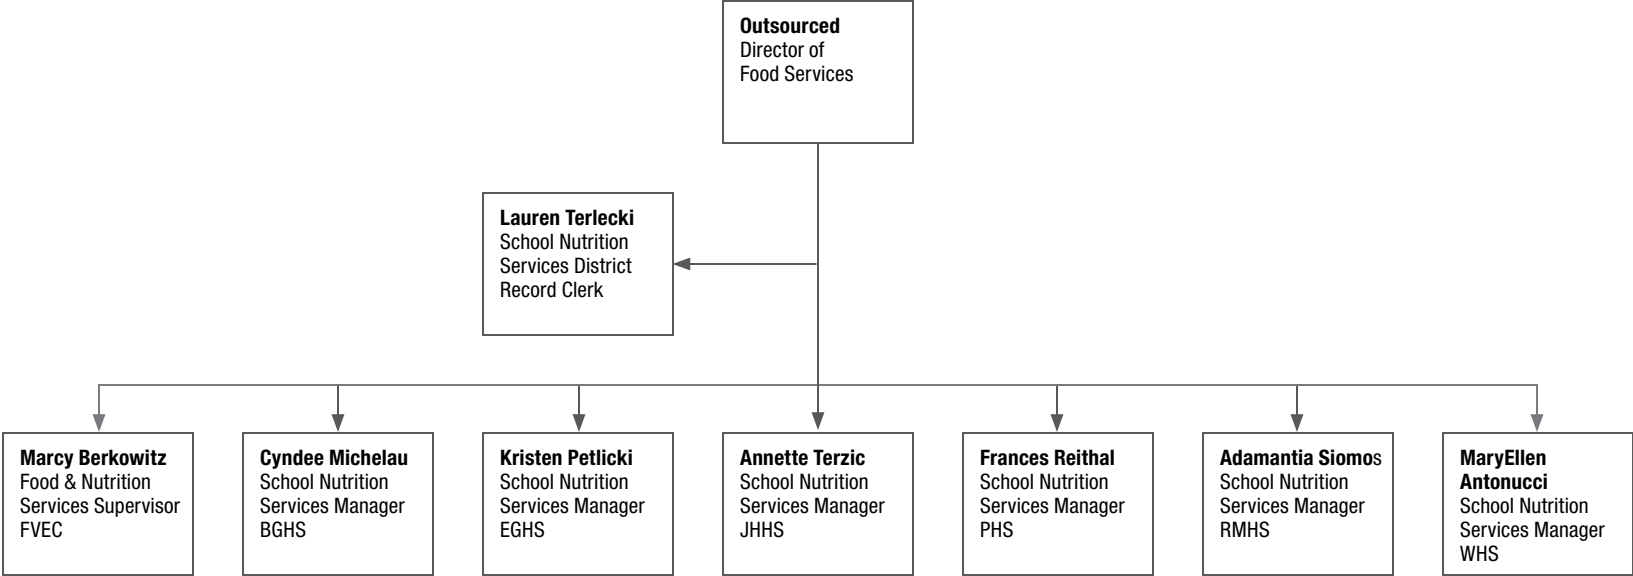 Outsourced
Director of
Food Services
Lauren Terlecki
School Nutrition
Services District
Record Clerk
Marcy Berkowitz
Food & Nutrition
Services Supervisor
FVEC
Cyndee Michelau
School Nutrition
Services Manager
BGHS
Kristen Petlicki
School Nutrition
Services Manager
EGHS
Annette Terzic
School Nutrition
Services Manager
JHHS
Frances Reithal
School Nutrition
Services Manager
PHS
Adamantia Siomos
School Nutrition
Services Manager
RMHS
MaryEllen
Antonucci
School Nutrition
Services Manager
WHS